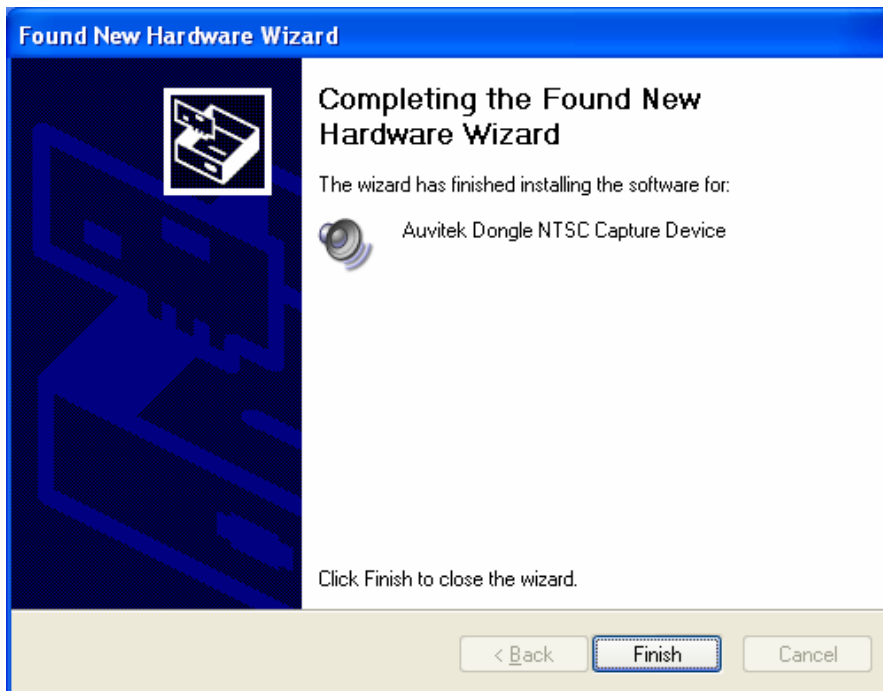 Found New Hardware Wizard
Completing the Found New
Hardware Wizard
The wizard has finished installing the software for:
Auvitek Dongle NTSC Capture Device
Click Finish to close the wizard.
< Back
Finish
Cancel